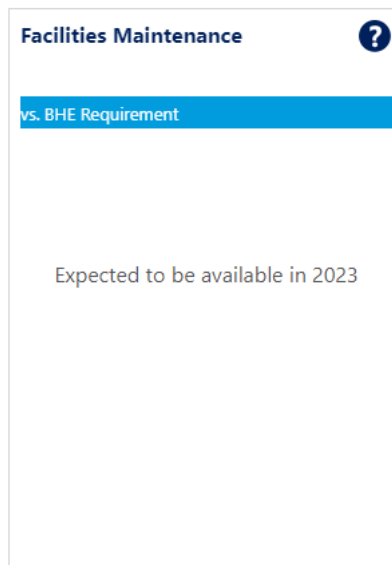 Facilities Maintenance ?
vs. BHE Requirement
Expected to be available in 2023